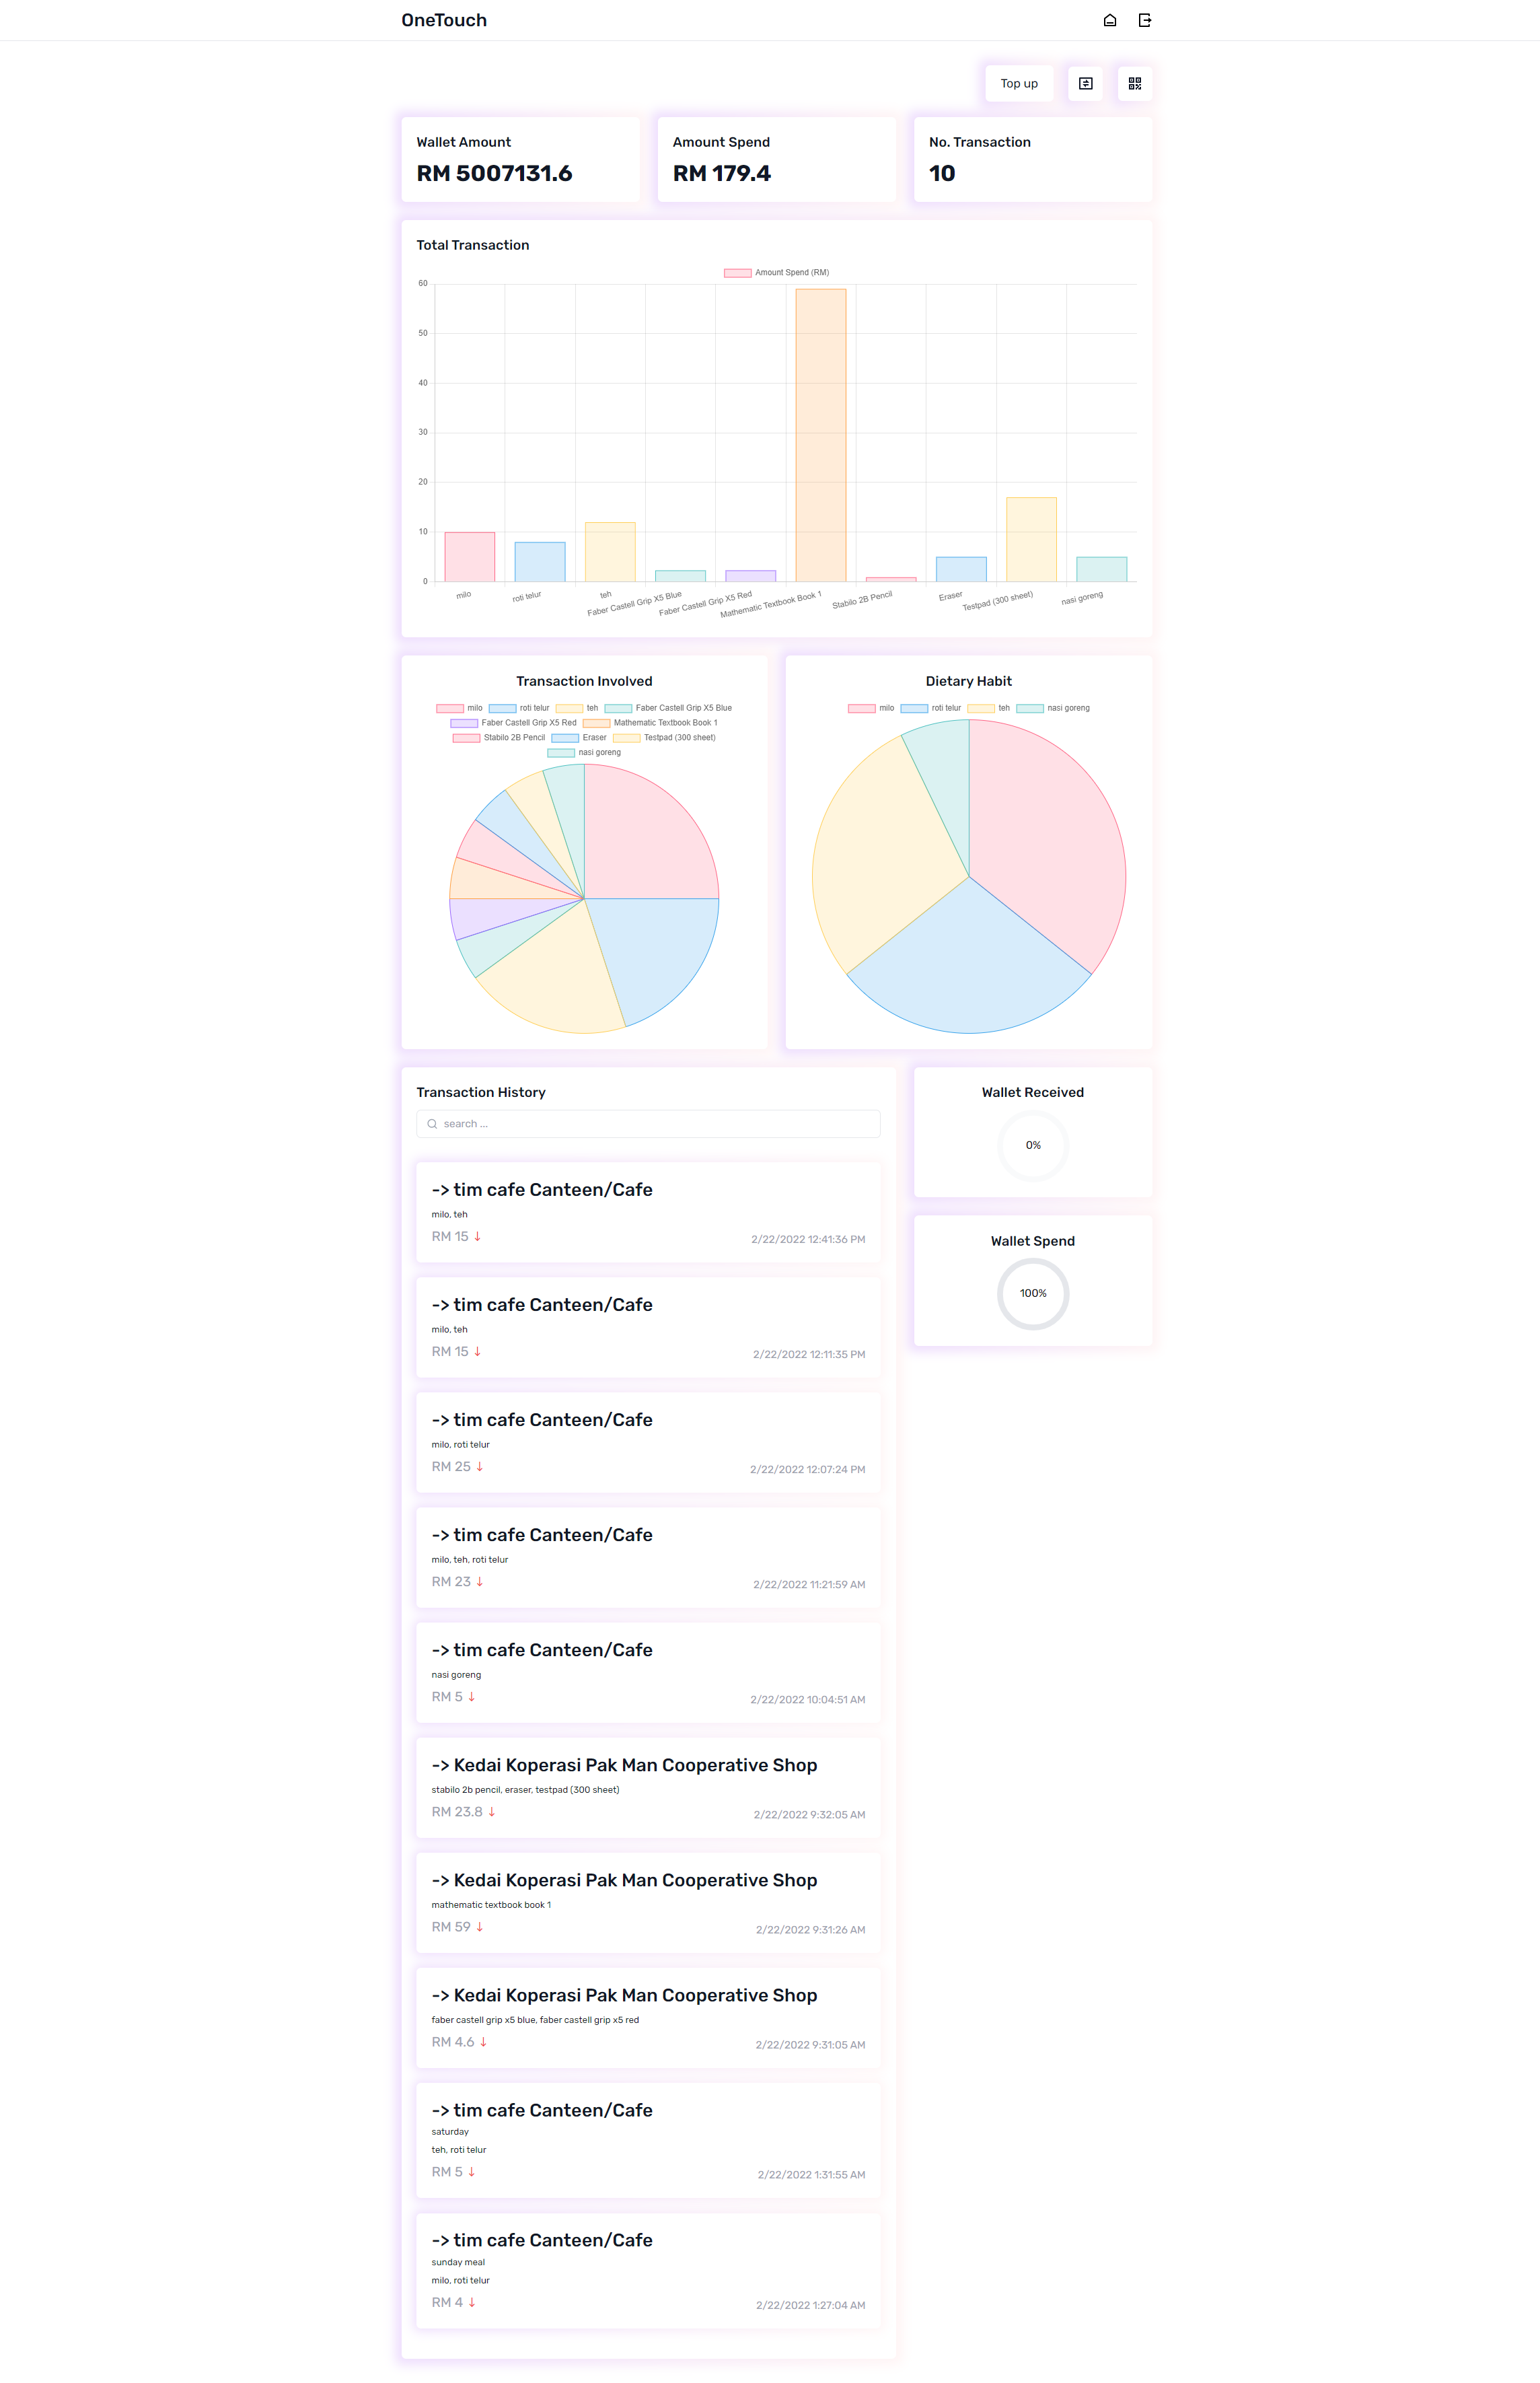 OneTouch
Top up
Wallet Amount
RM 5007131.6
Amount Spend
RM 179.4
No. Transaction
10
Total Transaction
Amount Spend (RM)
60
50
40
30
20
10
0
milo
roti telur
teh
Faber Castell Grip X5 Blue
Faber Castell Grip X5 Red
Mathematic Textbook Book 1
Stabilo 2B Pencil
Eraser
Testpad (300 sheet)
nasi goreng
Transaction Involved
milo roti telur teh Faber Castell Grip X5 Blue
Faber Castell Grip X5 Red Mathematic Textbook Book 1
Stabilo 2B Pencil Eraser Testpad (300 sheet)
nasi goreng
Dietary Habit
milo roti telur teh nasi goreng
Transaction History
search ...
-> tim cafe Canteen/Cafe
milo, teh
RM 15 ↓ 2/22/2022 12:41:36 PM
-> tim cafe Canteen/Cafe
milo, teh
RM 15 ↓ 2/22/2022 12:11:35 PM
-> tim cafe Canteen/Cafe
milo, roti telur
RM 25 ↓ 2/22/2022 12:07:24 PM
-> tim cafe Canteen/Cafe
milo, teh, roti telur
RM 23 ↓ 2/22/2022 11:21:59 AM
-> tim cafe Canteen/Cafe
nasi goreng
RM 5 ↓ 2/22/2022 10:04:51 AM
-> Kedai Koperasi Pak Man Cooperative Shop
stabilo 2b pencil, eraser, testpad (300 sheet)
RM 23.8 ↓ 2/22/2022 9:32:05 AM
-> Kedai Koperasi Pak Man Cooperative Shop
mathematic textbook book 1
RM 59 ↓ 2/22/2022 9:31:26 AM
-> Kedai Koperasi Pak Man Cooperative Shop
faber castell grip x5 blue, faber castell grip x5 red
RM 4.6 ↓ 2/22/2022 9:31:05 AM
-> tim cafe Canteen/Cafe
saturday
teh, roti telur
RM 5 ↓ 2/22/2022 1:31:55 AM
-> tim cafe Canteen/Cafe
sunday meal
milo, roti telur
RM 4 ↓ 2/22/2022 1:27:04 AM
Wallet Received
0%
Wallet Spend
100%